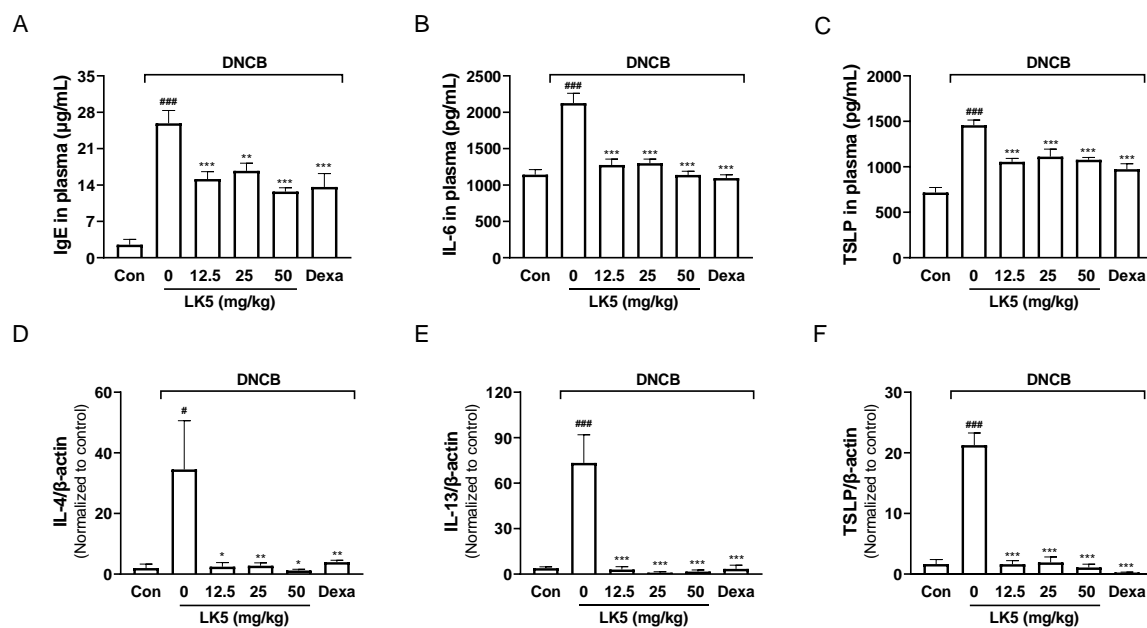 A
DNCB
IgE in plasma (μg/mL)
35
28
21
14
7
0
###
***
**
***
***
Con 0 12.5 25 50 Dexa
LK5 (mg/kg)
B
DNCB
IL-6 in plasma (pg/mL)
2500
2000
1500
1000
500
0
###
***
***
***
***
Con 0 12.5 25 50 Dexa
LK5 (mg/kg)
C
DNCB
TSLP in plasma (pg/mL)
2000
1500
1000
500
0
###
***
***
***
***
Con 0 12.5 25 50 Dexa
LK5 (mg/kg)
D
DNCB
IL-4/β-actin
(Normalized to control)
60
40
20
0
#
*
**
*
**
Con 0 12.5 25 50 Dexa
LK5 (mg/kg)
E
DNCB
IL-13/β-actin
(Normalized to control)
120
90
60
30
0
###
***
***
***
***
Con 0 12.5 25 50 Dexa
LK5 (mg/kg)
F
DNCB
TSLP/β-actin
(Normalized to control)
30
20
10
0
###
***
***
***
***
Con 0 12.5 25 50 Dexa
LK5 (mg/kg)